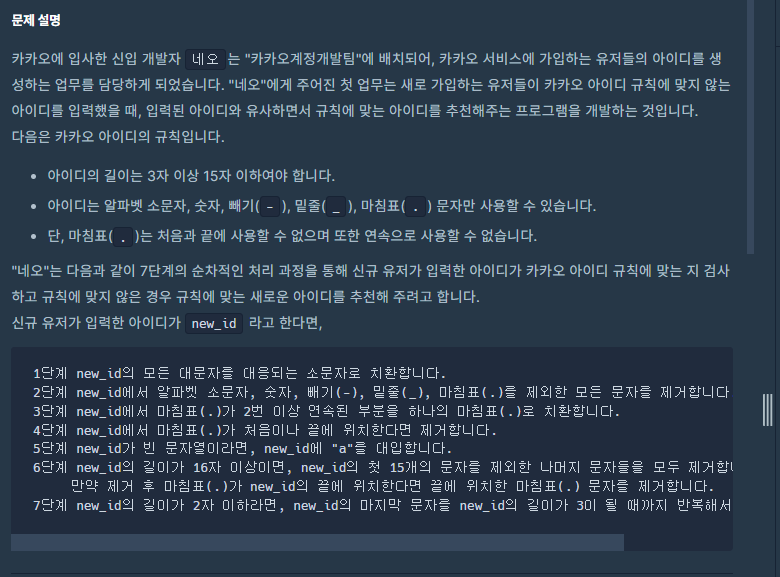 문제 설명
카카오에 입사한 신입 개발자 네오 는 "카카오계정개발팀"에 배치되어, 카카오 서비스에 가입하는 유저들의 아이디를 생
성하는 업무를 담당하게 되었습니다. "네오"에게 주어진 첫 업무는 새로 가입하는 유저들이 카카오 아이디 규칙에 맞지 않는
아이디를 입력했을 때, 입력된 아이디와 유사하면서 규칙에 맞는 아이디를 추천해주는 프로그램을 개발하는 것입니다.
다음은 카카오 아이디의 규칙입니다.
• 아이디의 길이는 3자 이상 15자 이하여야 합니다.
• 아이디는 알파벳 소문자, 숫자, 빼기( - ), 밑줄( _ ), 마침표( . ) 문자만 사용할 수 있습니다.
• 단, 마침표( . )는 처음과 끝에 사용할 수 없으며 또한 연속으로 사용할 수 없습니다.
"네오"는 다음과 같이 7단계의 순차적인 처리 과정을 통해 신규 유저가 입력한 아이디가 카카오 아이디 규칙에 맞는 지 검사
하고 규칙에 맞지 않은 경우 규칙에 맞는 새로운 아이디를 추천해 주려고 합니다.
신규 유저가 입력한 아이디가 new_id 라고 한다면,
1단계 new_id의 모든 대문자를 대응되는 소문자로 치환합니다.
2단계 new_id에서 알파벳 소문자, 숫자, 빼기(-), 밑줄(_), 마침표(.)를 제외한 모든 문자를 제거합니다
3단계 new_id에서 마침표(.)가 2번 이상 연속된 부분을 하나의 마침표(.)로 치환합니다.
4단계 new_id에서 마침표(.)가 처음이나 끝에 위치한다면 제거합니다.
5단계 new_id가 빈 문자열이라면, new_id에 "a"를 대입합니다.
6단계 new_id의 길이가 16자 이상이면, new_id의 첫 15개의 문자를 제외한 나머지 문자들을 모두 제거합
만약 제거 후 마침표(.)가 new_id의 끝에 위치한다면 끝에 위치한 마침표(.) 문자를 제거합니다.
7단계 new_id의 길이가 2자 이하라면, new_id의 마지막 문자를 new_id의 길이가 3이 될 때까지 반복해서